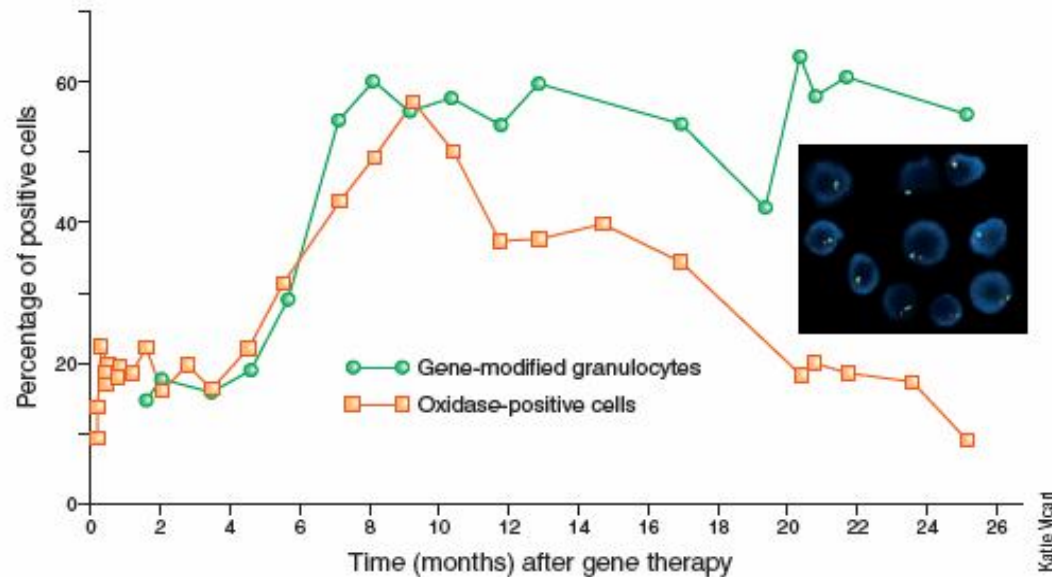 Percentage of positive cells
60
40
20
0
Gene-modified granulocytes
Oxidase-positive cells
0 2 4 6 8 10 12 14 16 18 20 22 24 26
Time (months) after gene therapy
Katie